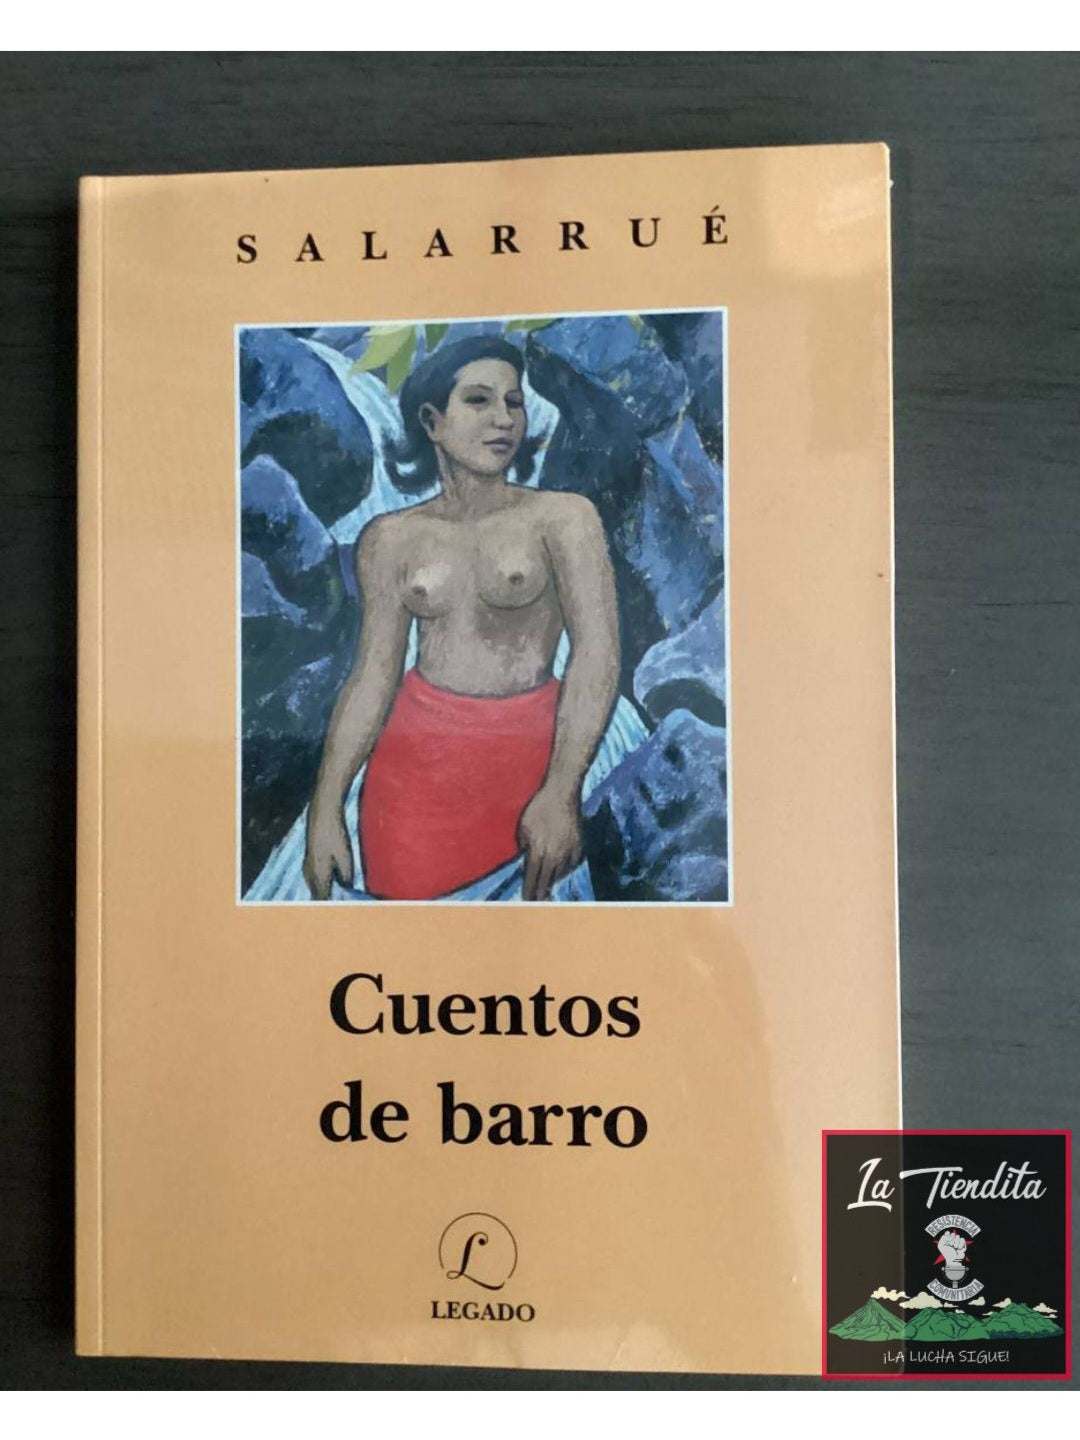 SALARRUÉ
Cuentos
de barro
L
LEGADO
La Tiendita
RESISTENCIA
COMUNITARIA
¡LA LUCHA SIGUE!